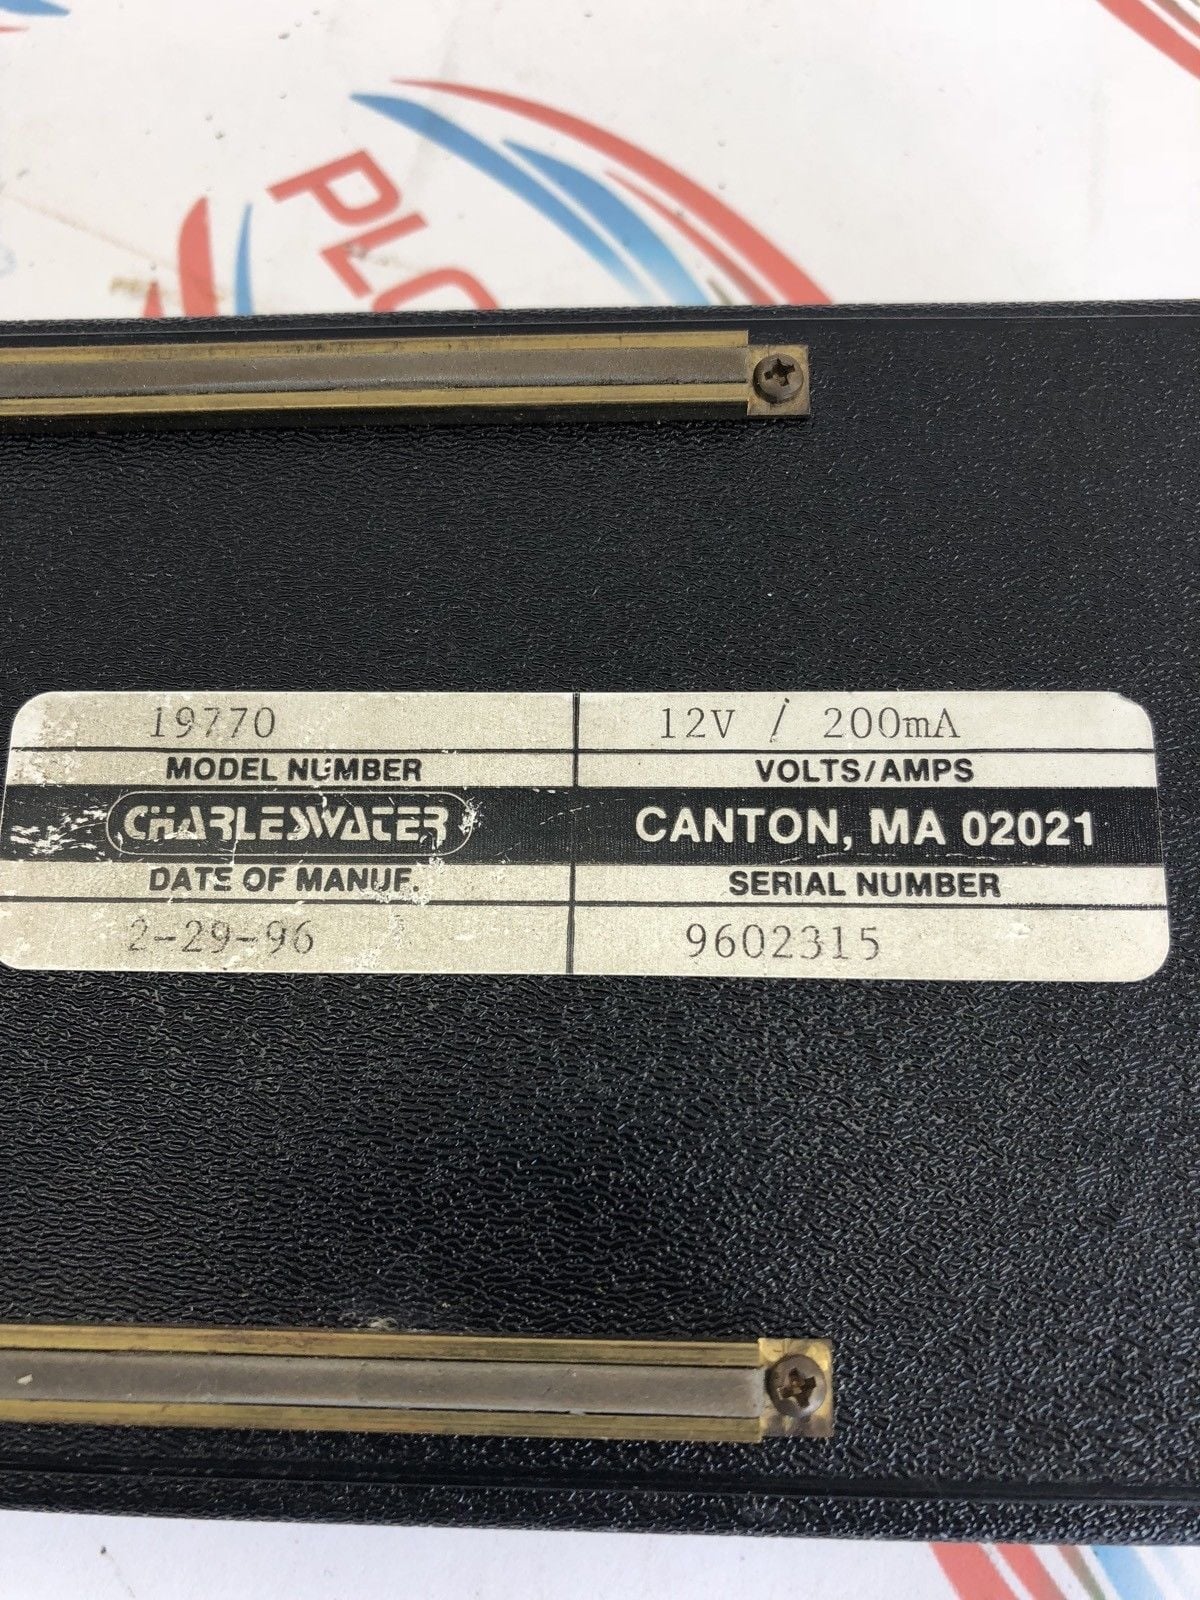 PLC
19770 12V / 200mA
MODEL NUMBER VOLTS/AMPS
CHARLESWATER CANTON, MA 02021
DATE OF MANUF. SERIAL NUMBER
2-29-96 9602315